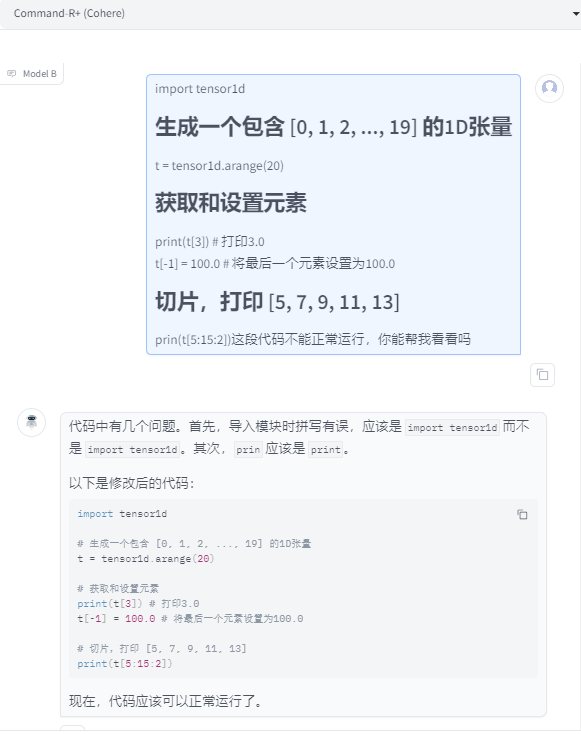 Command-R+ (Cohere)
Model B
import tensor1d
生成一个包含 [0, 1, 2, ..., 19] 的1D张量
t = tensor1d.arange(20)
获取和设置元素
print(t[3]) # 打印3.0
t[-1] = 100.0 # 将最后一个元素设置为100.0
切片，打印 [5, 7, 9, 11, 13]
prin(t[5:15:2])这段代码不能正常运行，你能帮我看看吗
代码中有几个问题。首先，导入模块时拼写有误，应该是 import tensor1d 而不
是 import tensor1d 。其次， prin 应该是 print 。
以下是修改后的代码：
import tensor1d
# 生成一个包含 [0, 1, 2, ..., 19] 的1D张量
t = tensor1d.arange(20)
# 获取和设置元素
print(t[3]) # 打印3.0
t[-1] = 100.0 # 将最后一个元素设置为100.0
# 切片，打印 [5, 7, 9, 11, 13]
print(t[5:15:2])
现在，代码应该可以正常运行了。